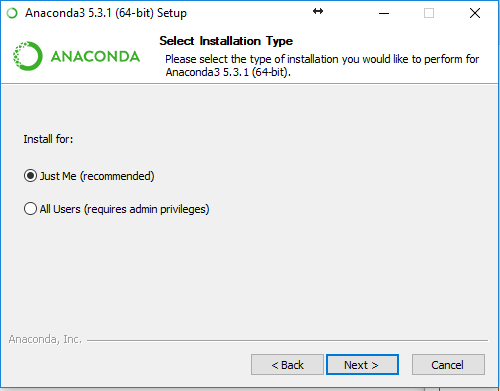 Anaconda3 5.3.1 (64-bit) Setup
Select Installation Type
Please select the type of installation you would like to perform for
Anaconda3 5.3.1 (64-bit).
ANACONDA
Install for:
Just Me (recommended)
All Users (requires admin privileges)
Anaconda, Inc.
< Back
Next >
Cancel